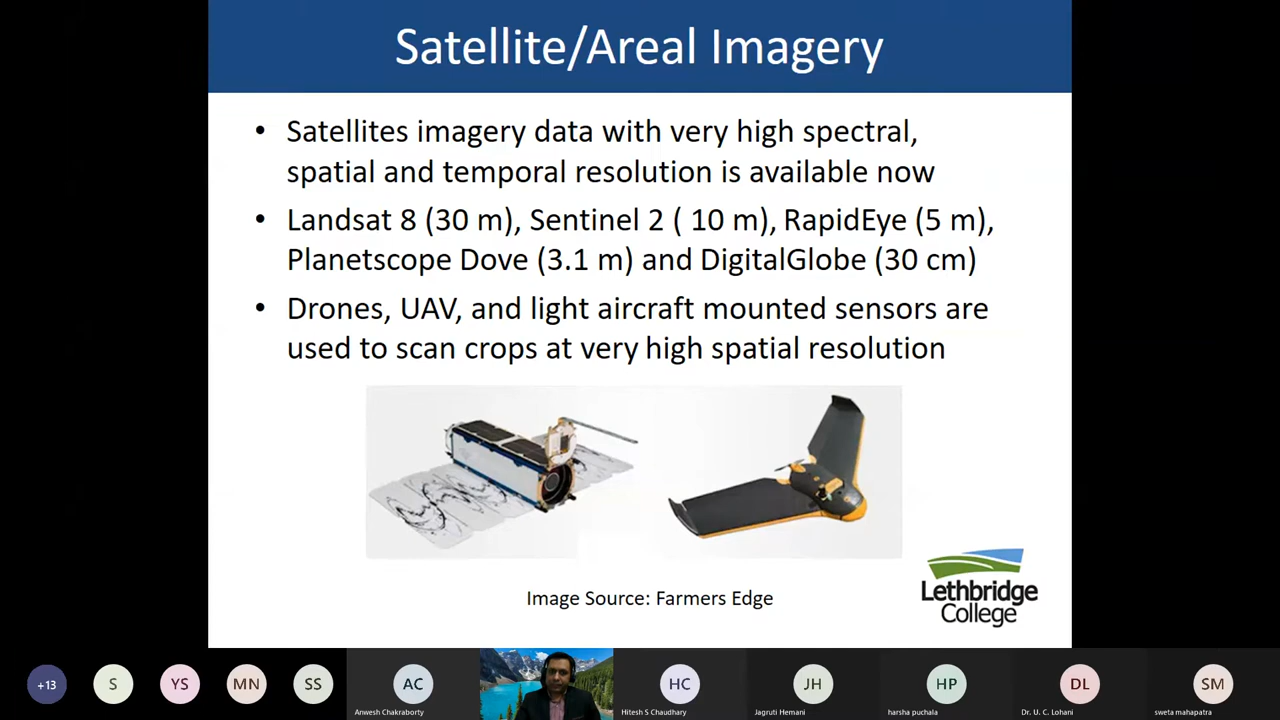 Satellite/Areal Imagery
• Satellites imagery data with very high spectral,
spatial and temporal resolution is available now
• Landsat 8 (30 m), Sentinel 2 ( 10 m), RapidEye (5 m),
Planetscope Dove (3.1 m) and DigitalGlobe (30 cm)
• Drones, UAV, and light aircraft mounted sensors are
used to scan crops at very high spatial resolution
Image Source: Farmers Edge
Lethbridge
College
+13
S
YS
MN
SS
AC
HC
JH
HP
DL
SM
Anwesh Chakraborty
Hitesh S Chaudhary
Jagruti Hemani
harsha puchala
Dr. U. C. Lohani
sweta mahapatra